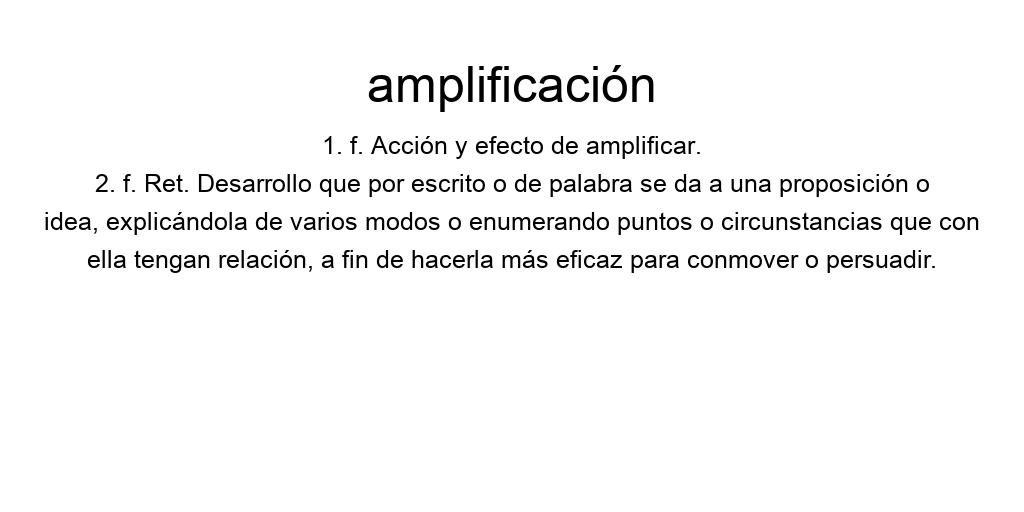 amplificación
1. f. Acción y efecto de amplificar.
2. f. Ret. Desarrollo que por escrito o de palabra se da a una proposición o
idea, explicándola de varios modos o enumerando puntos o circunstancias que con
ella tengan relación, a fin de hacerla más eficaz para conmover o persuadir.